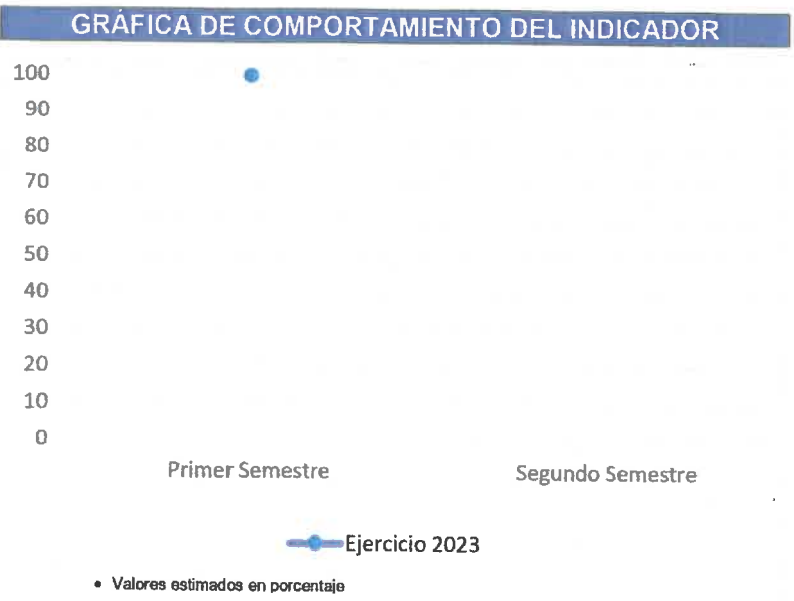 GRÁFICA DE COMPORTAMIENTO DEL INDICADOR
100
90
80
70
60
50
40
30
20
10
0
Primer Semestre
Segundo Semestre
Ejercicio 2023
• Valores estimados en porcentaje